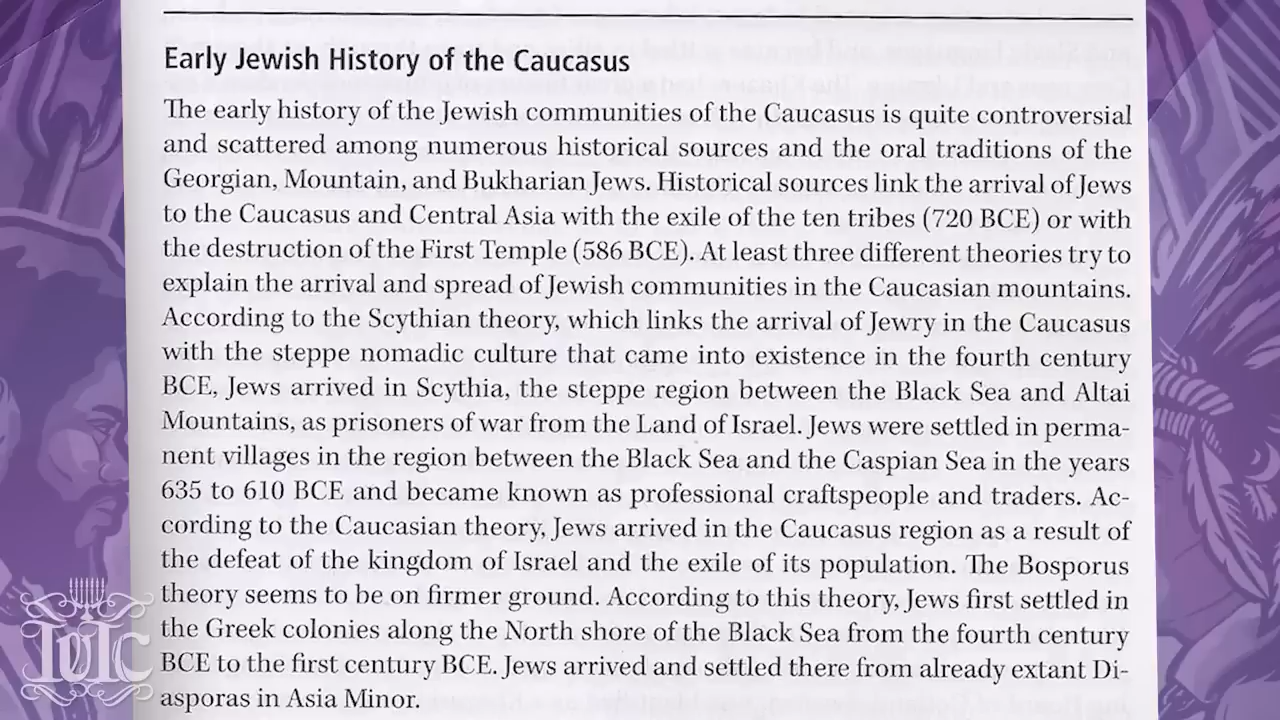 Early Jewish History of the Caucasus
The early history of the Jewish communities of the Caucasus is quite controversial
and scattered among numerous historical sources and the oral traditions of the
Georgian, Mountain, and Bukharian Jews. Historical sources link the arrival of Jews
to the Caucasus and Central Asia with the exile of the ten tribes (720 BCE) or with
the destruction of the First Temple (586 BCE). At least three different theories try to
explain the arrival and spread of Jewish communities in the Caucasian mountains.
According to the Scythian theory, which links the arrival of Jewry in the Caucasus
with the steppe nomadic culture that came into existence in the fourth century
BCE, Jews arrived in Scythia, the steppe region between the Black Sea and Altai
Mountains, as prisoners of war from the Land of Israel. Jews were settled in perma-
nent villages in the region between the Black Sea and the Caspian Sea in the years
635 to 610 BCE and became known as professional craftspeople and traders. Ac-
cording to the Caucasian theory, Jews arrived in the Caucasus region as a result of
the defeat of the kingdom of Israel and the exile of its population. The Bosporus
theory seems to be on firmer ground. According to this theory, Jews first settled in
the Greek colonies along the North shore of the Black Sea from the fourth century
BCE to the first century BCE. Jews arrived and settled there from already extant Di-
asporas in Asia Minor.
IUIC